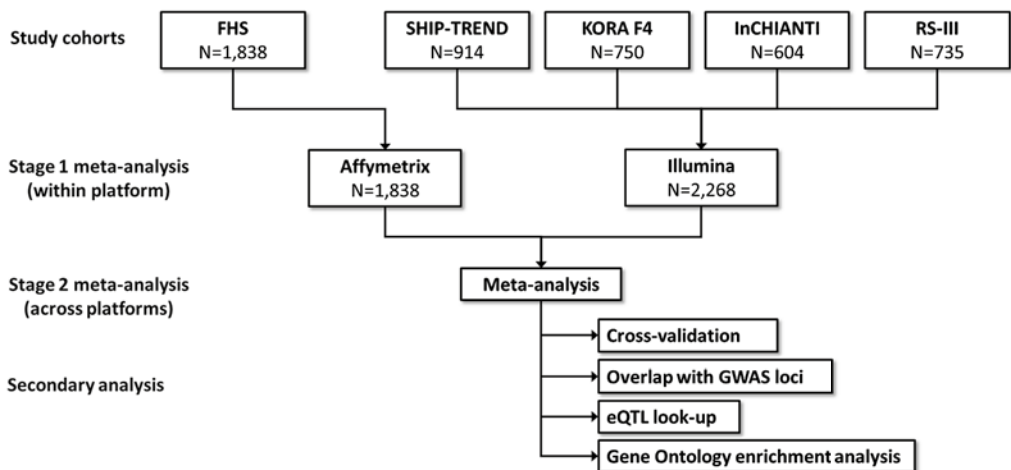 Study cohorts
FHS
N=1,838
SHIP-TREND
N=914
KORA F4
N=750
InCHIANTI
N=604
RS-III
N=735
Stage 1 meta-analysis
(within platform)
Affymetrix
N=1,838
Illumina
N=2,268
Stage 2 meta-analysis
(across platforms)
Meta-analysis
Secondary analysis
Cross-validation
Overlap with GWAS loci
eQTL look-up
Gene Ontology enrichment analysis